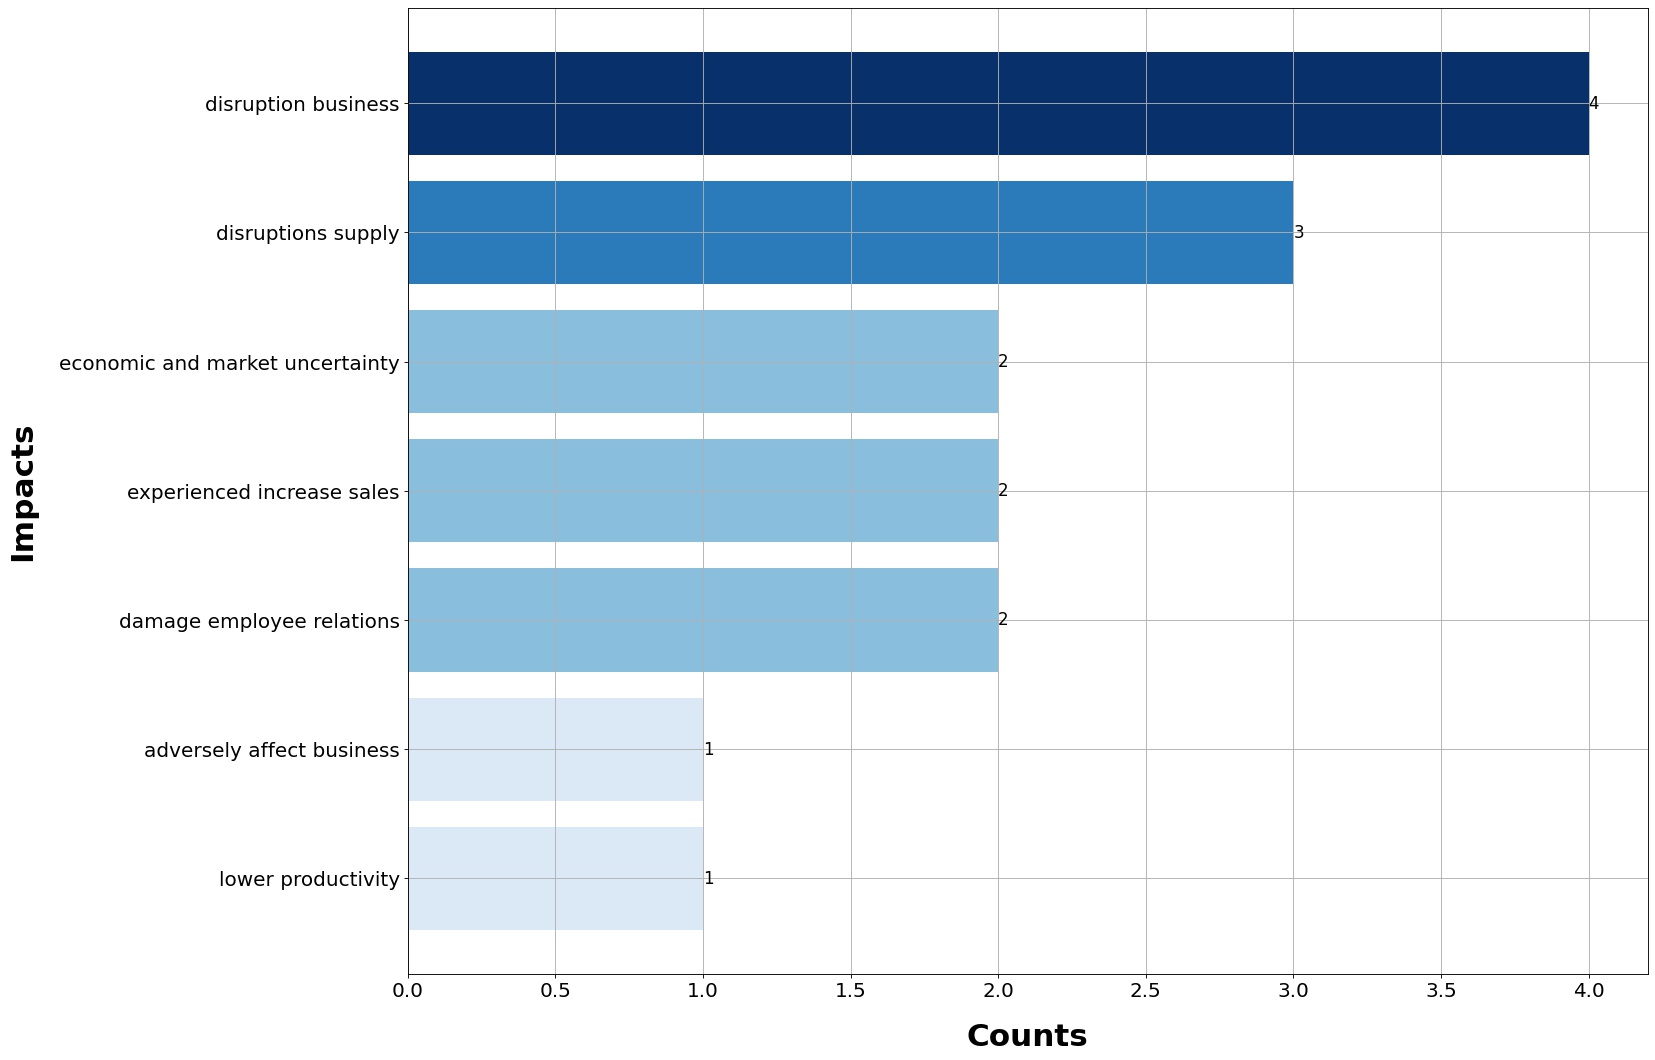 Impacts
disruption business
4
disruptions supply
3
economic and market uncertainty
2
experienced increase sales
2
damage employee relations
2
adversely affect business
1
lower productivity
1
0.0 0.5 1.0 1.5 2.0 2.5 3.0 3.5 4.0
Counts